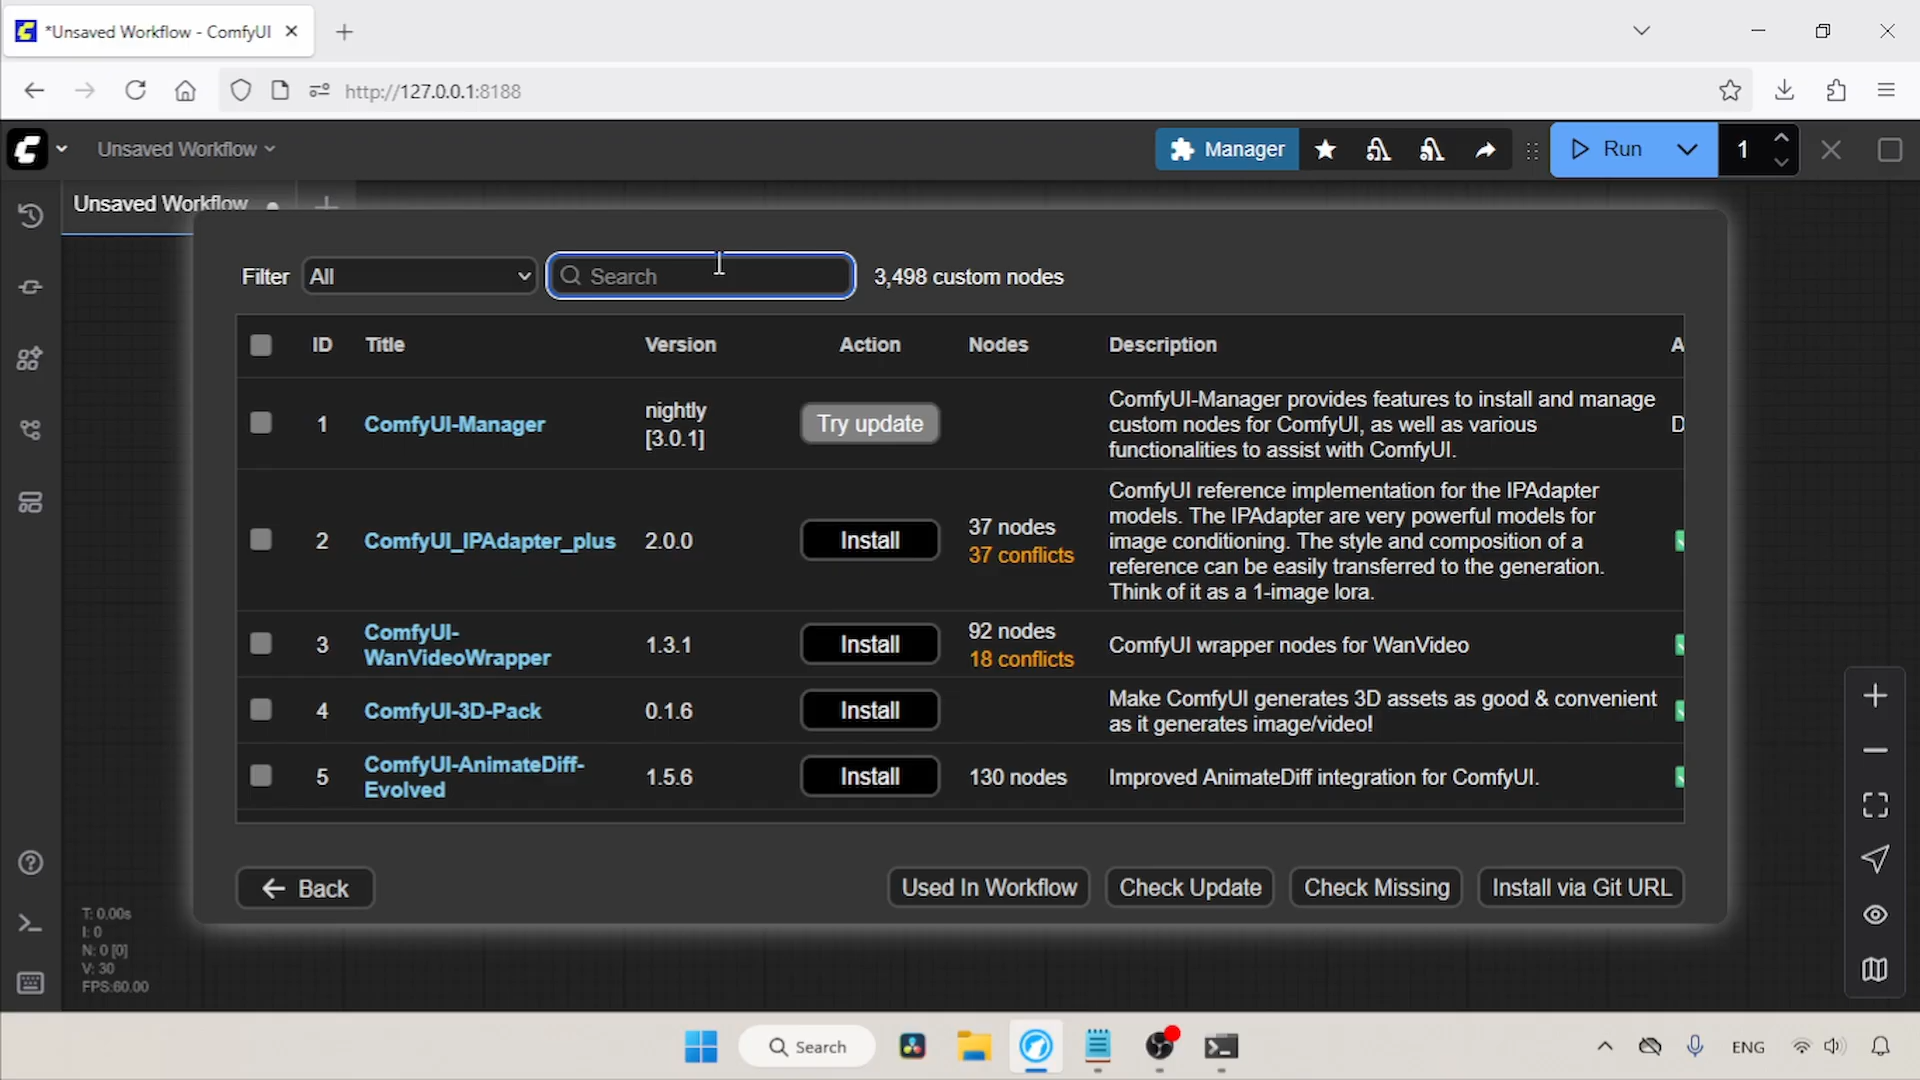 *Unsaved Workflow - ComfyUI
http://127.0.0.1:8188
Unsaved Workflow
Manager
Run
1
Unsaved Workflow
Filter
All
Search
3,498 custom nodes
ID Title Version Action Nodes Description A
1 ComfyUI-Manager
nightly
[3.0.1]
Try update
ComfyUI-Manager provides features to install and manage
custom nodes for ComfyUI, as well as various
functionalities to assist with ComfyUI.
D
2 ComfyUI_IPAdapter_plus 2.0.0 Install
37 nodes
37 conflicts
ComfyUI reference implementation for the IPAdapter
models. The IPAdapter are very powerful models for
image conditioning. The style and composition of a
reference can be easily transferred to the generation.
Think of it as a 1-image lora.
3
ComfyUI-
WanVideoWrapper
1.3.1 Install
92 nodes
18 conflicts
ComfyUI wrapper nodes for WanVideo
4 ComfyUI-3D-Pack 0.1.6 Install
Make ComfyUI generates 3D assets as good & convenient
as it generates image/video!
5
ComfyUI-AnimateDiff-
Evolved
1.5.6 Install 130 nodes Improved AnimateDiff integration for ComfyUI.
Back
Used In Workflow
Check Update
Check Missing
Install via Git URL
T: 0.00s
I: 0
N: 0 [0]
V: 30
FPS:60.00
Search
ENG